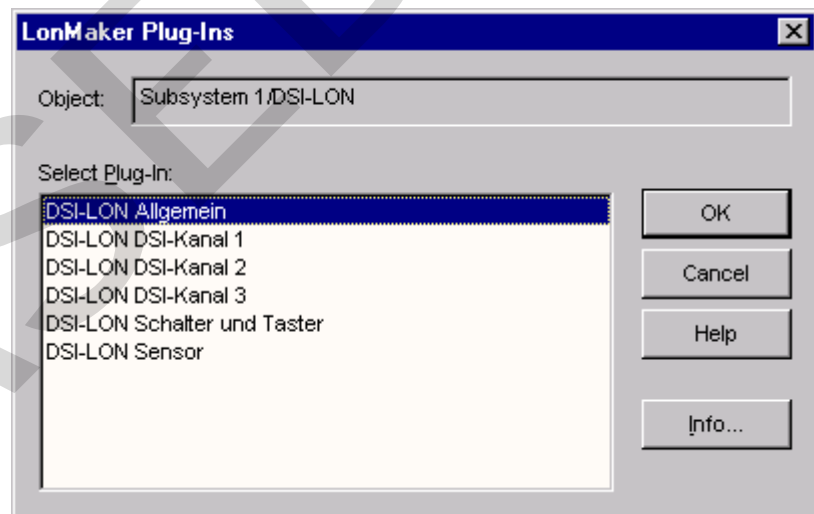 LonMaker Plug-Ins
Object: Subsystem 1/DSI-LON
Select Plug-In:
DSI-LON Allgemein
DSI-LON DSI-Kanal 1
DSI-LON DSI-Kanal 2
DSI-LON DSI-Kanal 3
DSI-LON Schalter und Taster
DSI-LON Sensor
OK
Cancel
Help
Info...